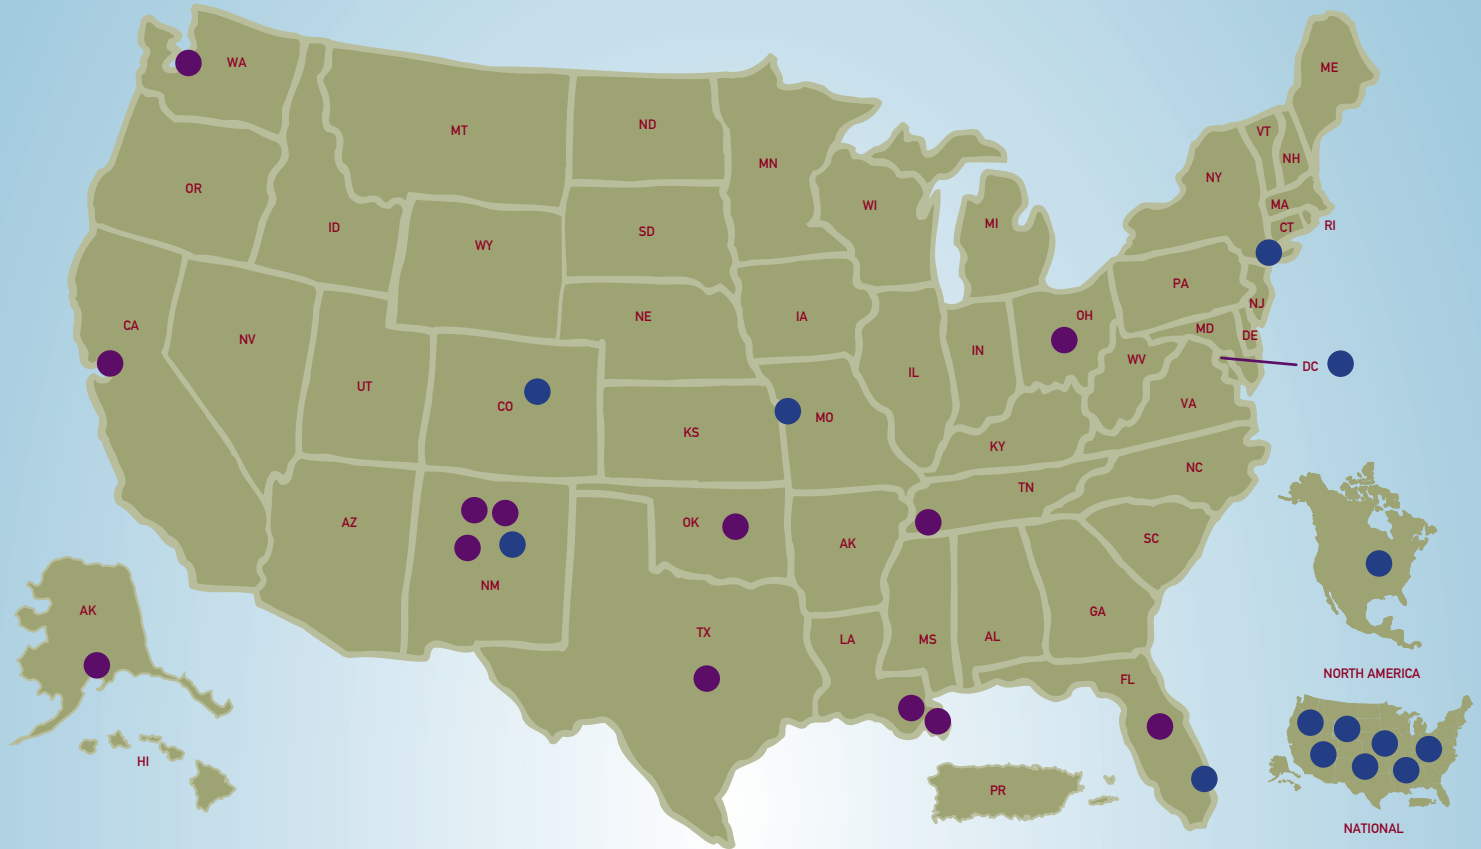 WA
ME
MT
ND
VT
MN
NH
NY
OR
MA
WI
MI
RI
ID
CT
SD
WY
PA
NJ
OH
IA
NE
CA
MD
DE
NV
IN
WV
DC
IL
UT
VA
CO
MO
KS
KY
NC
TN
AZ
OK
AK
SC
NM
AK
GA
TX
AL
LA
MS
NORTH AMERICA
FL
HI
PR
NATIONAL